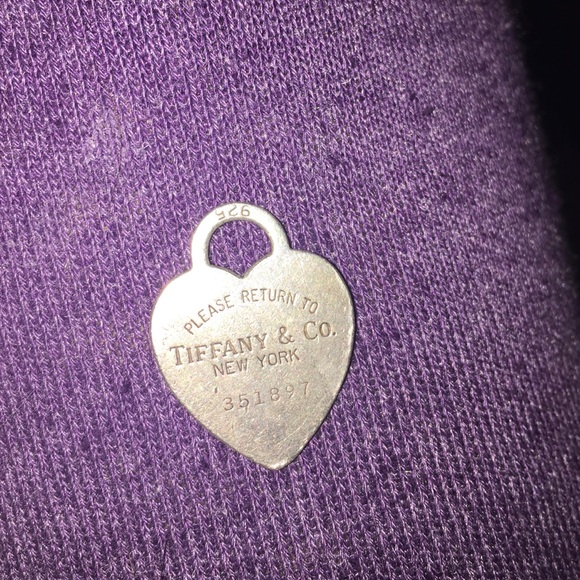 925
PLEASE RETURN TO
TIFFANY & Co.
NEW YORK
351897